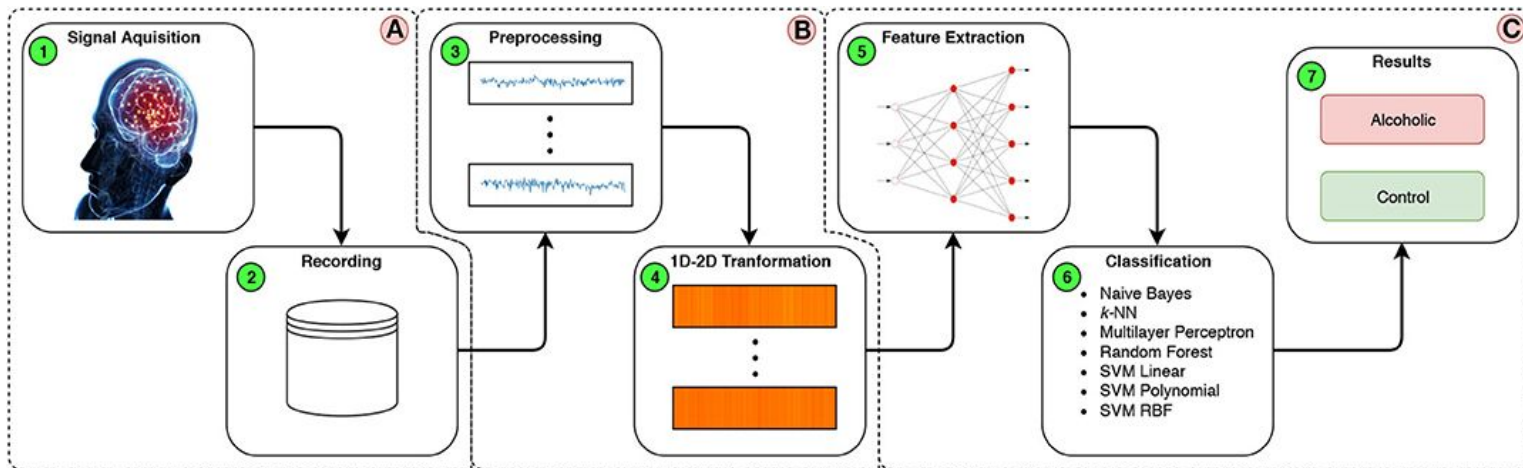 A
1
Signal Aquisition
2
Recording
B
3
Preprocessing
4
1D-2D Tranformation
C
5
Feature Extraction
6
Classification
Naive Bayes
k-NN
Multilayer Perceptron
Random Forest
SVM Linear
SVM Polynomial
SVM RBF
7
Results
Alcoholic
Control